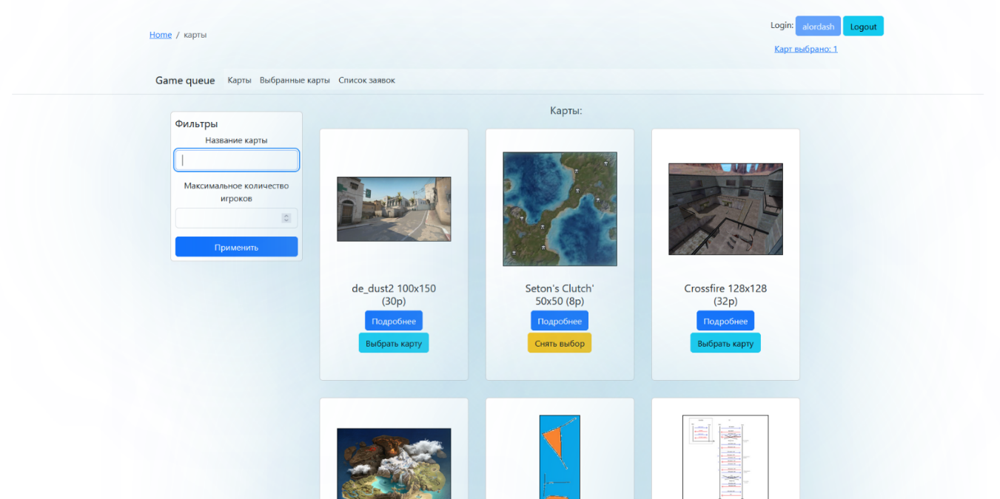 Home / карты
Login: alordash Logout
Карт выбрано: 1
Game queue Карты Выбранные карты Список заявок
Карты:
Фильтры
Название карты
Максимальное количество
игроков
Применить
de_dust2 100x150
(30p)
Подробнее
Выбрать карту
Seton's Clutch'
50x50 (8p)
Подробнее
Снять выбор
Crossfire 128x128
(32p)
Подробнее
Выбрать карту